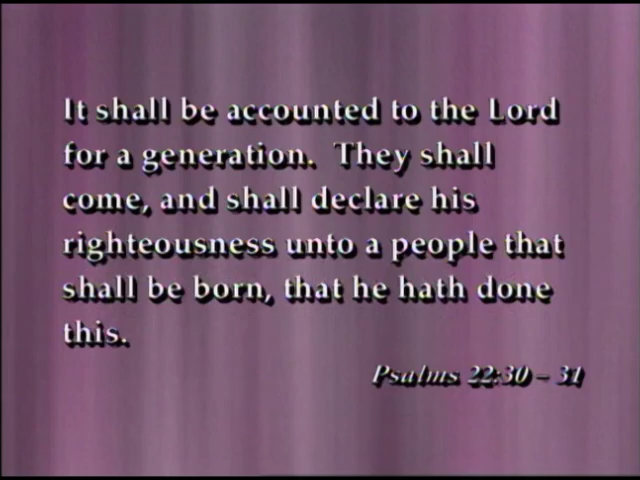 It shall be accounted to the Lord
for a generation.  They shall
come, and shall declare his
righteousness unto a people that
shall be born, that he hath done
this.
Psalms 22:30 – 31